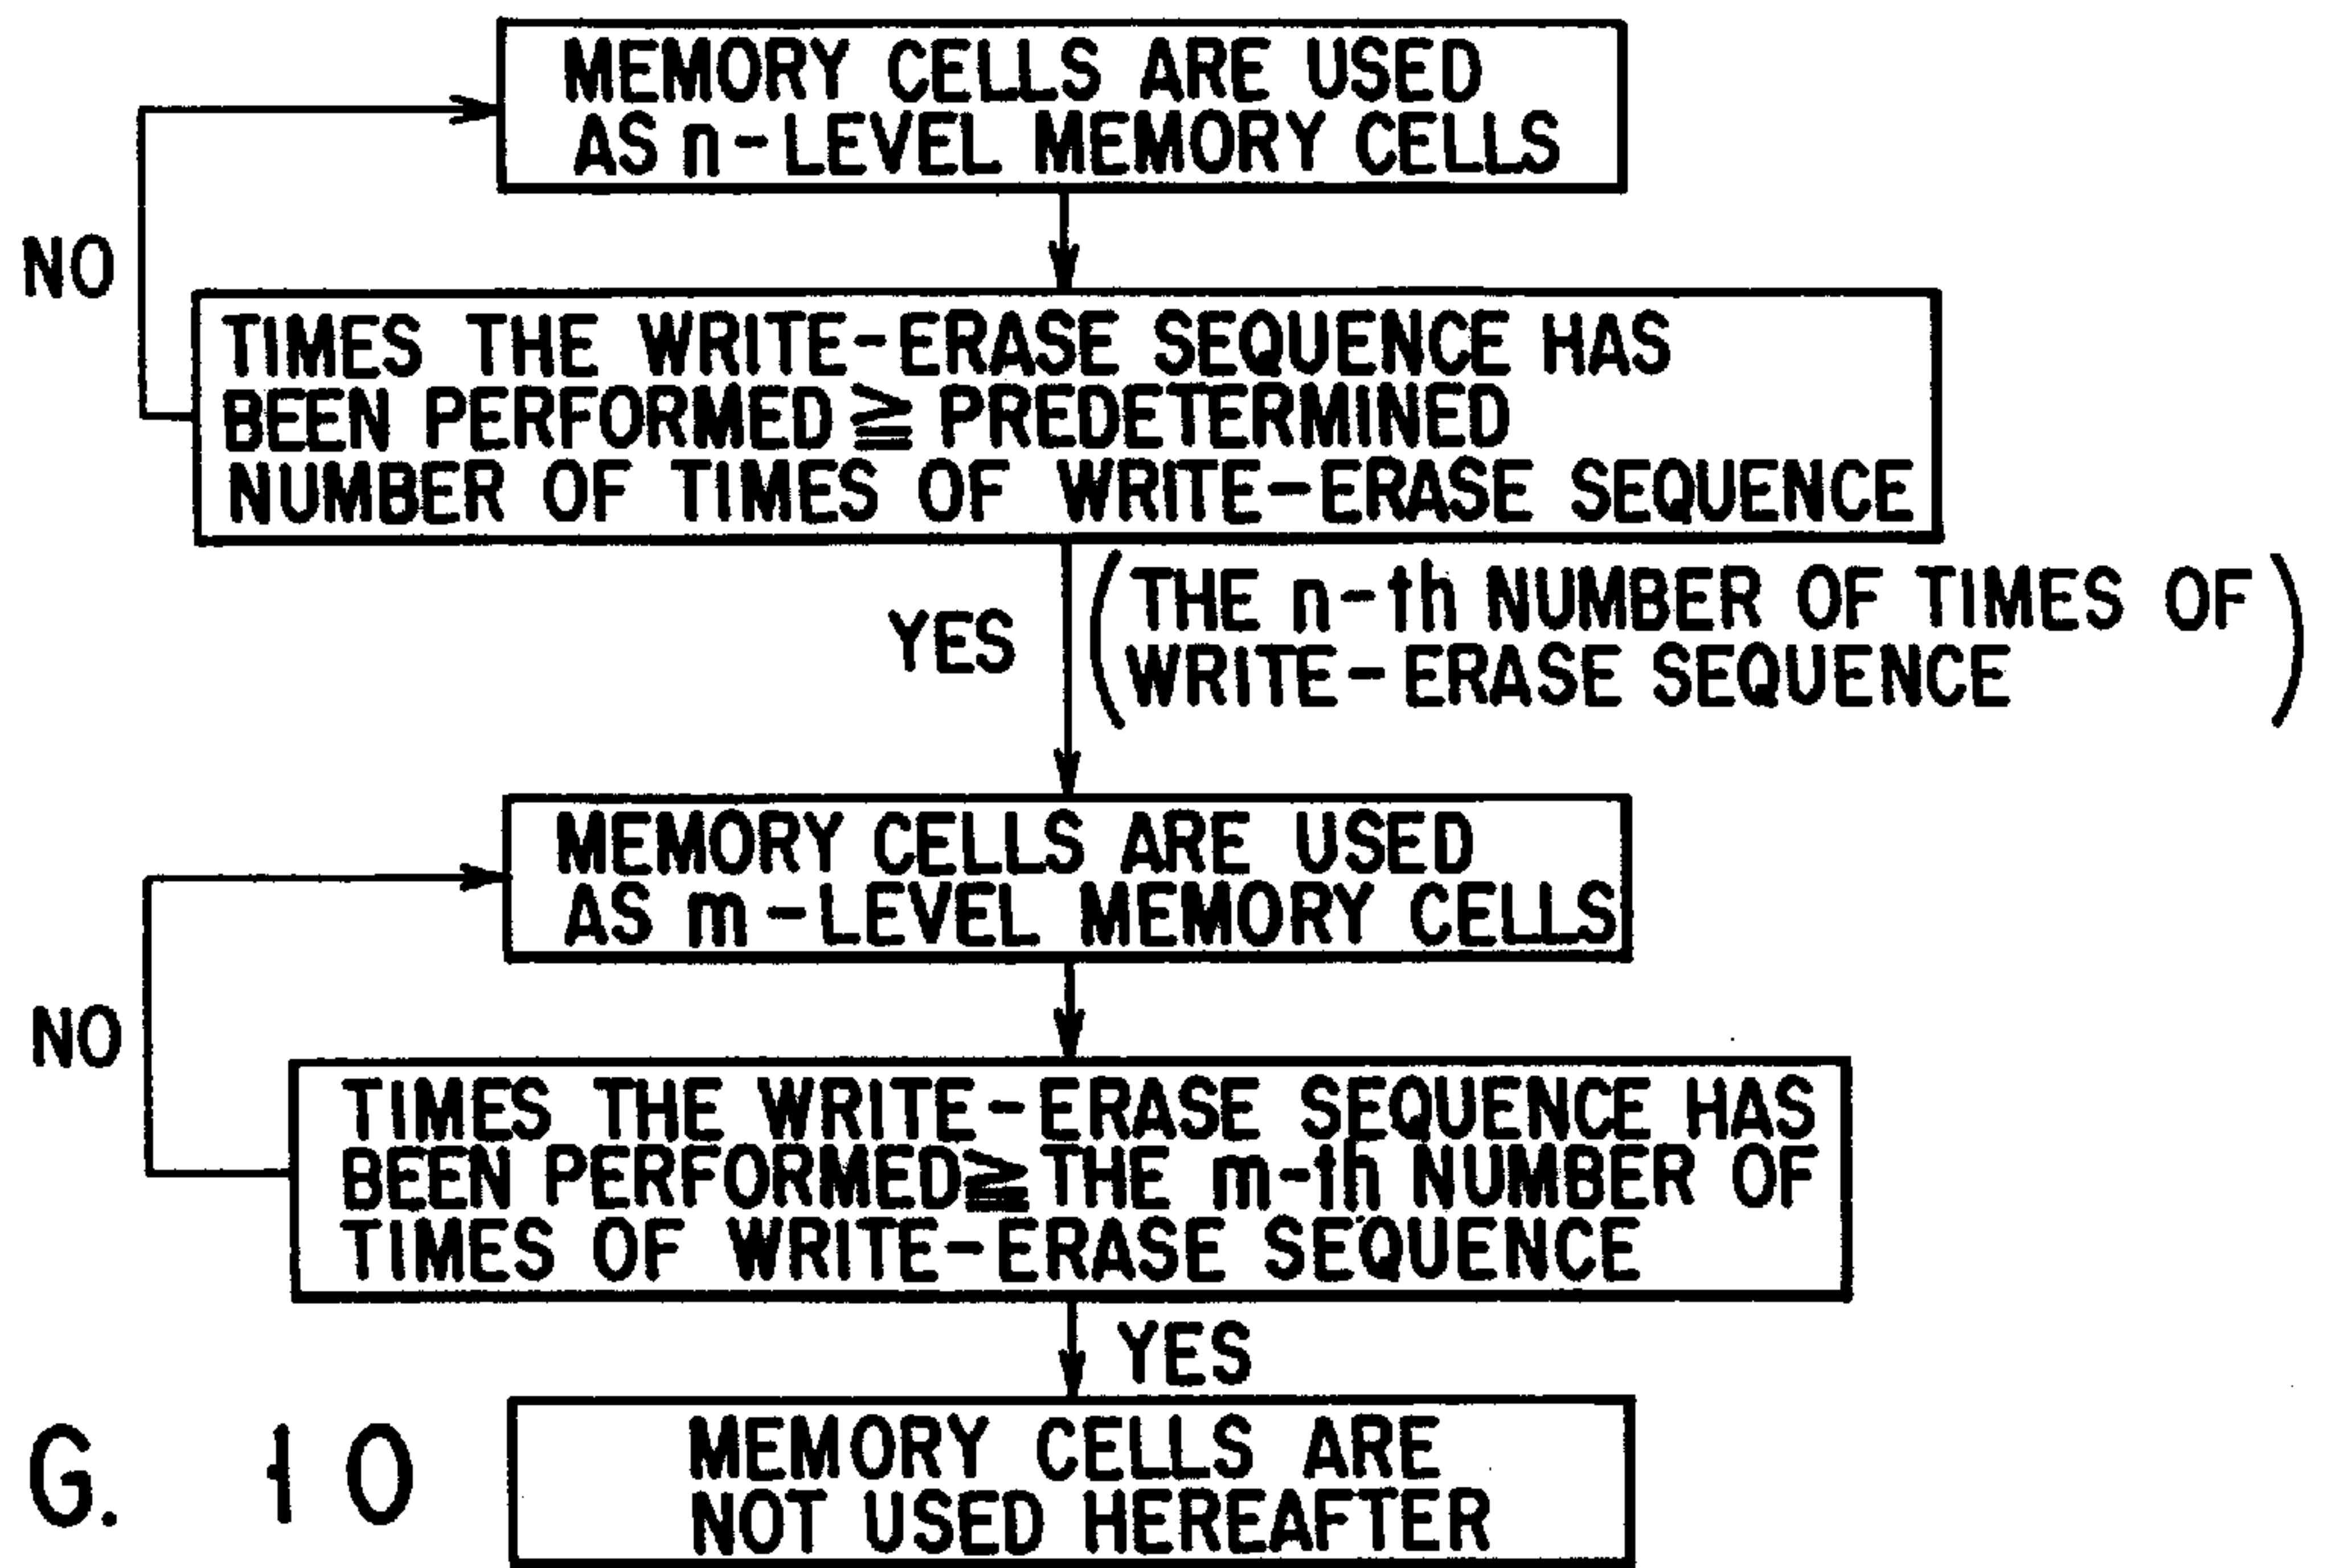 MEMORY CELLS ARE USED
AS n-LEVEL MEMORY CELLS
NO
TIMES THE WRITE-ERASE SEQUENCE HAS
BEEN PERFORMED ≧ PREDETERMINED
NUMBER OF TIMES OF WRITE-ERASE SEQUENCE
YES
(THE n-th NUMBER OF TIMES OF
WRITE-ERASE SEQUENCE)
MEMORY CELLS ARE USED
AS m-LEVEL MEMORY CELLS
NO
TIMES THE WRITE-ERASE SEQUENCE HAS
BEEN PERFORMED ≧ THE m-th NUMBER OF
TIMES OF WRITE-ERASE SEQUENCE
YES
MEMORY CELLS ARE
NOT USED HEREAFTER
G. 10